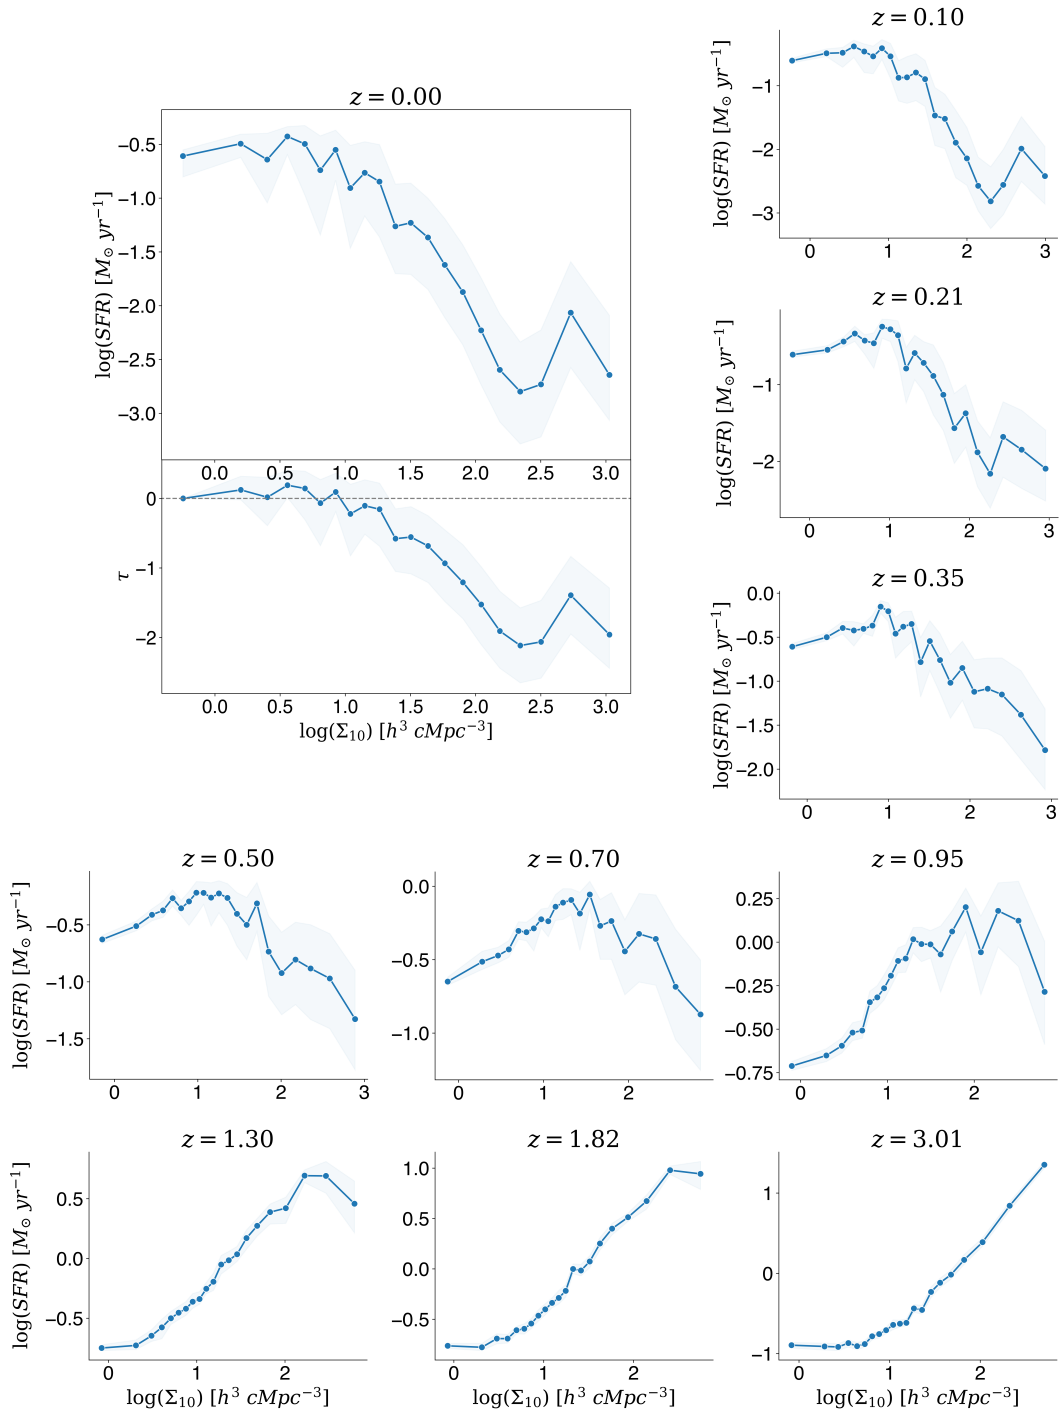 z = 0.00
log(SFR) [M⊙ yr⁻¹]
−0.5
−1.0
−1.5
−2.0
−2.5
−3.0
0.0 0.5 1.0 1.5 2.0 2.5 3.0
τ
0
−1
−2
0.0 0.5 1.0 1.5 2.0 2.5 3.0
log(Σ₁₀) [h³ cMpc⁻³]
z = 0.10
log(SFR) [M⊙ yr⁻¹]
−1
−2
−3
0 1 2 3
z = 0.21
log(SFR) [M⊙ yr⁻¹]
−1
−2
0 1 2 3
z = 0.35
log(SFR) [M⊙ yr⁻¹]
0.0
−0.5
−1.0
−1.5
−2.0
0 1 2 3
z = 0.50
log(SFR) [M⊙ yr⁻¹]
−0.5
−1.0
−1.5
0 1 2 3
z = 0.70
0.0
−0.5
−1.0
0 1 2
z = 0.95
0.25
0.00
−0.25
−0.50
−0.75
0 1 2
z = 1.30
log(SFR) [M⊙ yr⁻¹]
0.5
0.0
−0.5
0 1 2
log(Σ₁₀) [h³ cMpc⁻³]
z = 1.82
1.0
0.5
0.0
−0.5
0 1 2
log(Σ₁₀) [h³ cMpc⁻³]
z = 3.01
1
0
−1
0 1 2
log(Σ₁₀) [h³ cMpc⁻³]